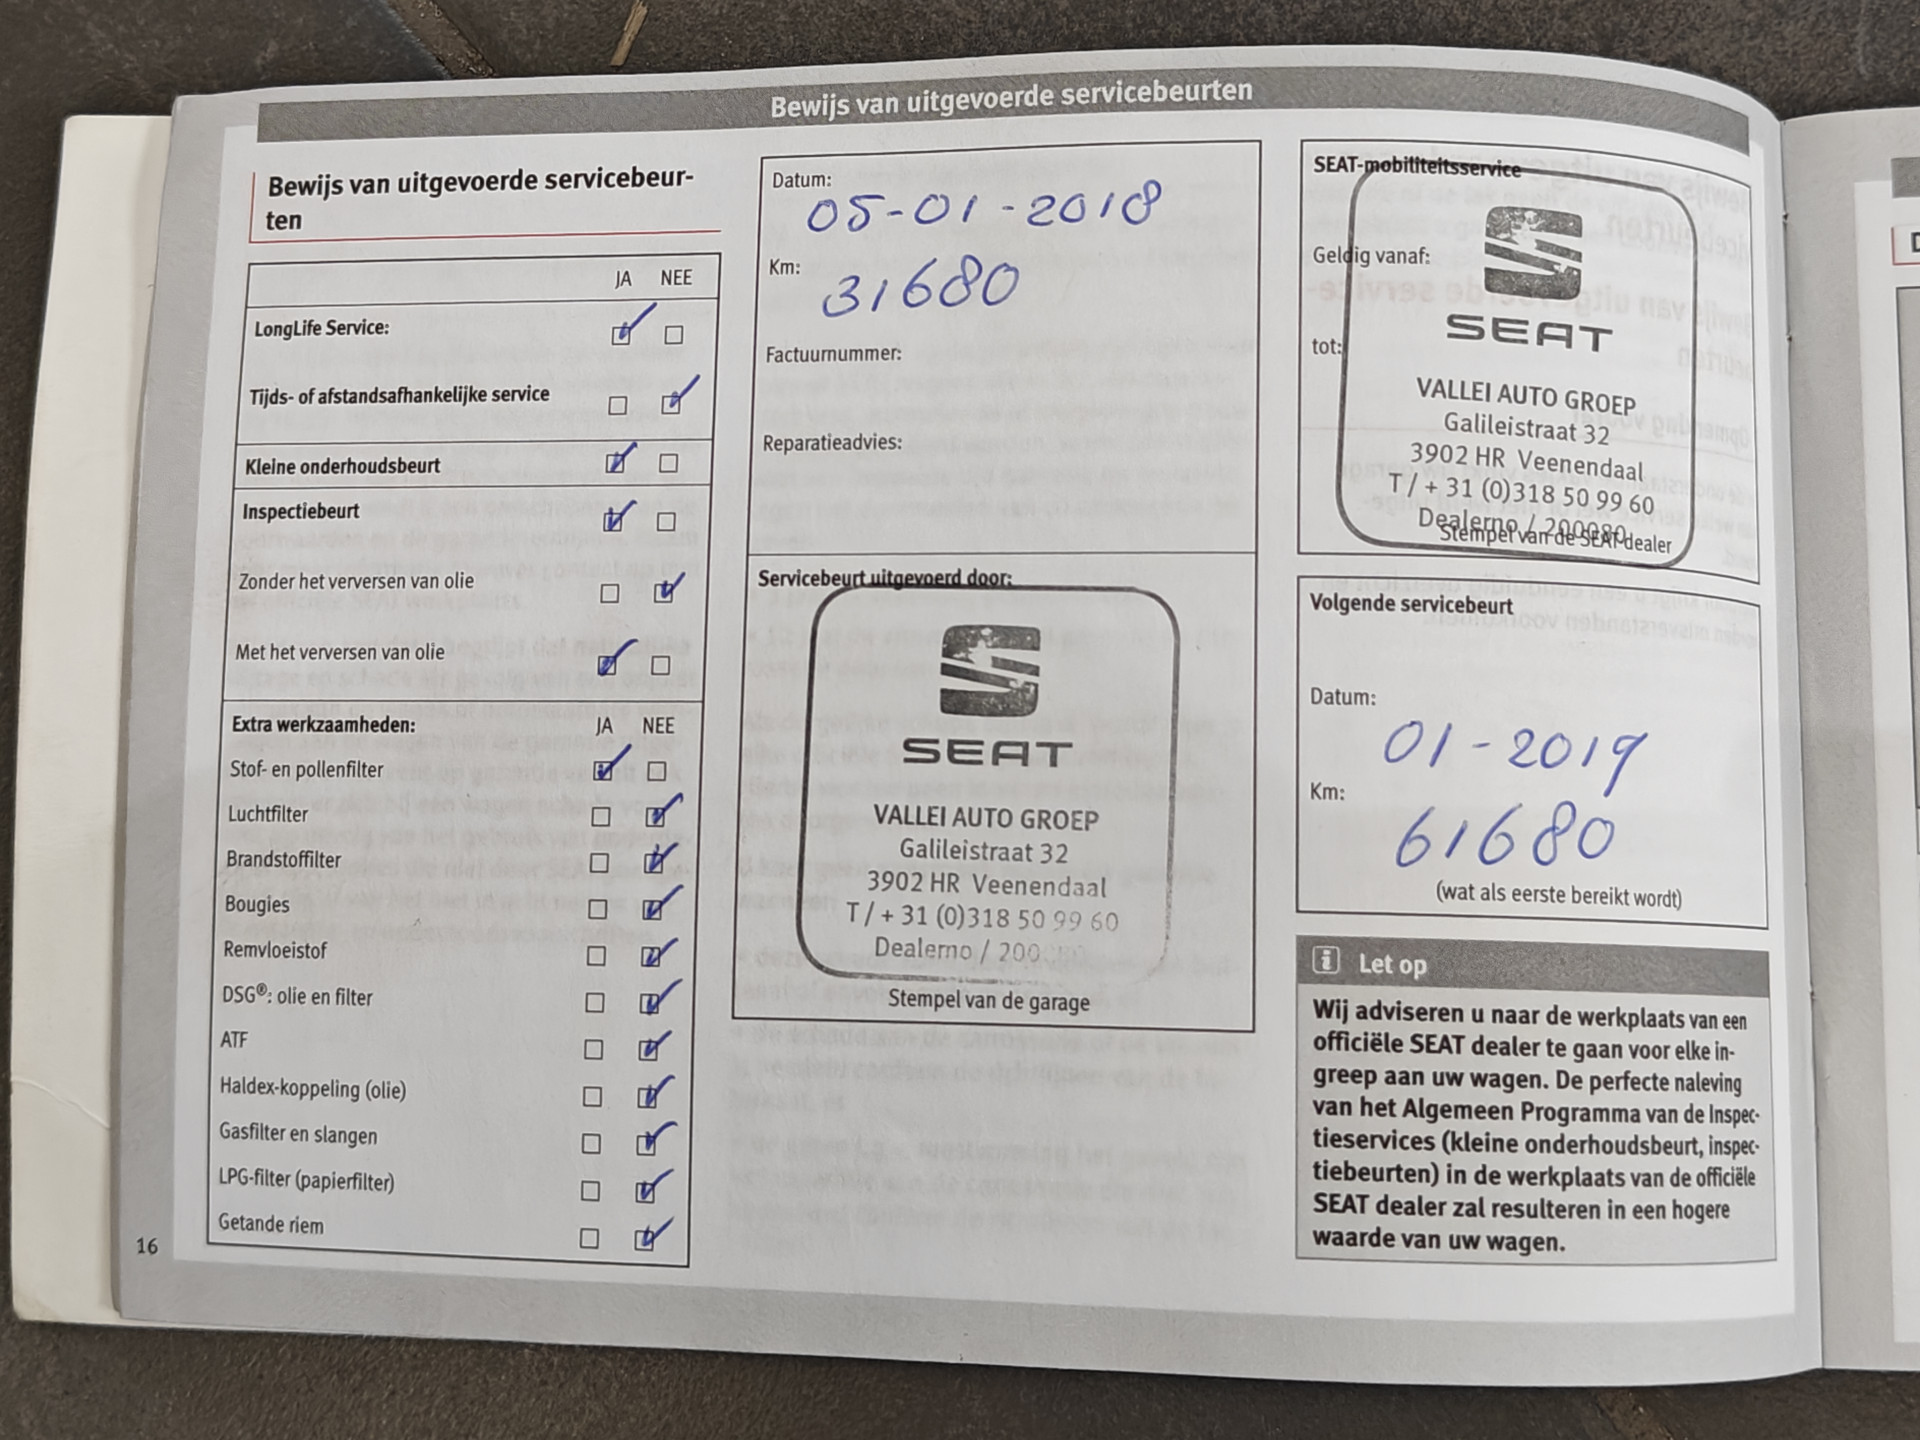 Bewijs van uitgevoerde servicebeurten
Bewijs van uitgevoerde servicebeur-
ten
JA NEE
LongLife Service:
Tijds- of afstandsafhankelijke service
Kleine onderhoudsbeurt
Inspectiebeurt
Zonder het verversen van olie
Met het verversen van olie
Extra werkzaamheden: JA NEE
Stof- en pollenfilter
Luchtfilter
Brandstoffilter
Bougies
Remvloeistof
DSG®: olie en filter
ATF
Haldex-koppeling (olie)
Gasfilter en slangen
LPG-filter (papierfilter)
Getande riem
16
Datum:
05-01-2018
Km:
31680
Factuurnummer:
Reparatieadvies:
Servicebeurt uitgevoerd door:
SEAT
VALLEI AUTO GROEP
Galileistraat 32
3902 HR Veenendaal
T / + 31 (0)318 50 99 60
Dealerno / 200
Stempel van de garage
SEAT-mobiliteitsservice
Geldig vanaf:
tot:
SEAT
VALLEI AUTO GROEP
Galileistraat 32
3902 HR Veenendaal
T / + 31 (0)318 50 99 60
Dealerno / 200080
Stempel van de SEAT-dealer
Volgende servicebeurt
Datum:
01-2019
Km:
61680
(wat als eerste bereikt wordt)
i Let op
Wij adviseren u naar de werkplaats van een
officiële SEAT dealer te gaan voor elke in-
greep aan uw wagen. De perfecte naleving
van het Algemeen Programma van de Inspec-
tieservices (kleine onderhoudsbeurt, inspec-
tiebeurten) in de werkplaats van de officiële
SEAT dealer zal resulteren in een hogere
waarde van uw wagen.